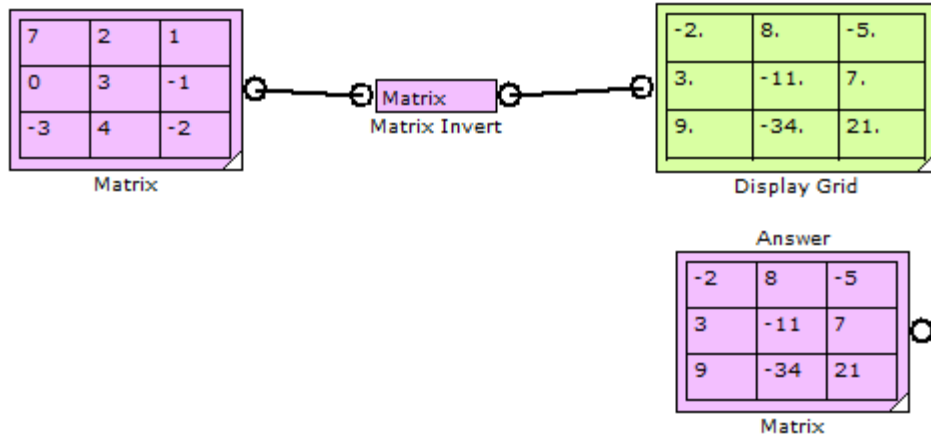 7 2 1
0 3 -1
-3 4 -2
Matrix
Matrix
Matrix Invert
-2. 8. -5.
3. -11. 7.
9. -34. 21.
Display Grid
Answer
-2 8 -5
3 -11 7
9 -34 21
Matrix